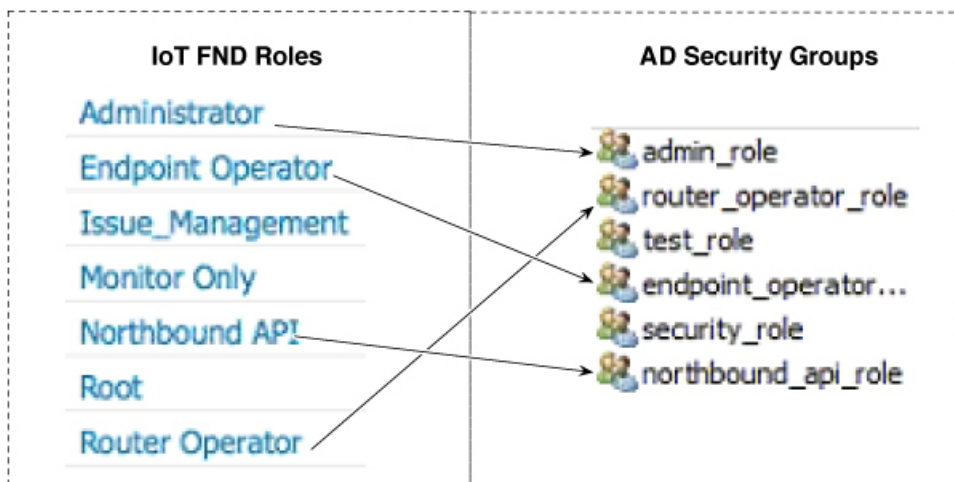 IoT FND Roles
Administrator
Endpoint Operator
Issue_Management
Monitor Only
Northbound API
Root
Router Operator
AD Security Groups
admin_role
router_operator_role
test_role
endpoint_operator...
security_role
northbound_api_role